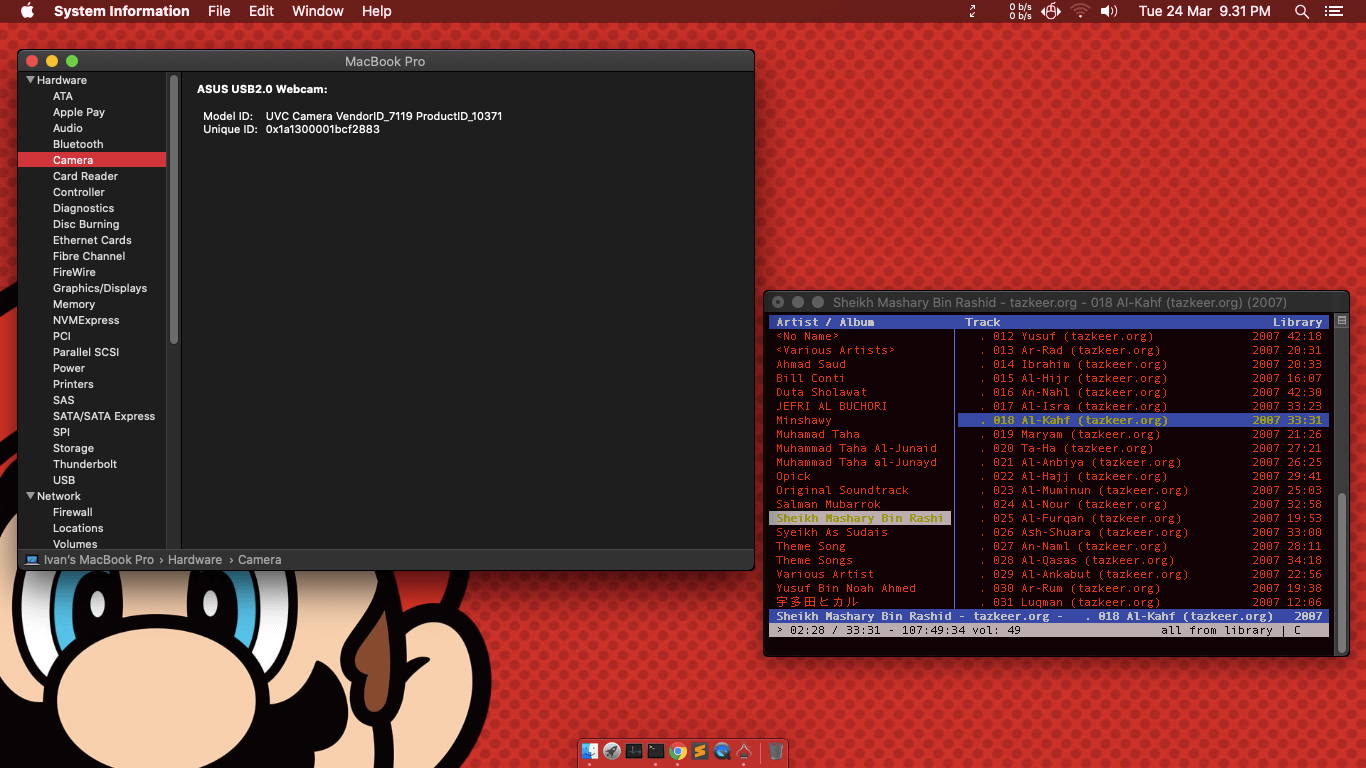 System Information File Edit Window Help 0 b/s 0 b/s Tue 24 Mar 9.31 PM
MacBook Pro
Hardware
ATA
Apple Pay
Audio
Bluetooth
Camera
Card Reader
Controller
Diagnostics
Disc Burning
Ethernet Cards
Fibre Channel
FireWire
Graphics/Displays
Memory
NVMExpress
PCI
Parallel SCSI
Power
Printers
SAS
SATA/SATA Express
SPI
Storage
Thunderbolt
USB
Network
Firewall
Locations
Volumes
ASUS USB2.0 Webcam:
Model ID: UVC Camera VendorID_7119 ProductID_10371
Unique ID: 0x1a1300001bcf2883
Ivan's MacBook Pro › Hardware › Camera
Sheikh Mashary Bin Rashid - tazkeer.org - 018 Al-Kahf (tazkeer.org) (2007)
Artist / Album Track Library
<No Name> . 012 Yusuf (tazkeer.org) 2007 42:18
<Various Artists> . 013 Ar-Rad (tazkeer.org) 2007 20:31
Ahmad Saud . 014 Ibrahim (tazkeer.org) 2007 20:33
Bill Conti . 015 Al-Hijr (tazkeer.org) 2007 16:07
Duta Sholawat . 016 An-Nahl (tazkeer.org) 2007 42:30
JEFRI AL BUCHORI . 017 Al-Isra (tazkeer.org) 2007 33:23
Minshawy . 018 Al-Kahf (tazkeer.org) 2007 33:31
Muhamad Taha . 019 Maryam (tazkeer.org) 2007 21:26
Muhammad Taha Al-Junaid . 020 Ta-Ha (tazkeer.org) 2007 27:21
Muhammad Taha al-Junayd . 021 Al-Anbiya (tazkeer.org) 2007 26:25
Opick . 022 Al-Hajj (tazkeer.org) 2007 29:41
Original Soundtrack . 023 Al-Muminun (tazkeer.org) 2007 25:03
Salman Mubarrok . 024 Al-Nour (tazkeer.org) 2007 32:58
Sheikh Mashary Bin Rashi . 025 Al-Furqan (tazkeer.org) 2007 19:53
Syeikh As Sudais . 026 Ash-Shuara (tazkeer.org) 2007 33:00
Theme Song . 027 An-Naml (tazkeer.org) 2007 28:11
Theme Songs . 028 Al-Qasas (tazkeer.org) 2007 34:18
Various Artist . 029 Al-Ankabut (tazkeer.org) 2007 22:56
Yusuf Bin Noah Ahmed . 030 Ar-Rum (tazkeer.org) 2007 19:38
宇多田ヒカル . 031 Luqman (tazkeer.org) 2007 12:06
Sheikh Mashary Bin Rashid - tazkeer.org - . 018 Al-Kahf (tazkeer.org) 2007
> 02:28 / 33:31 - 107:49:34 vol: 49 all from library | C